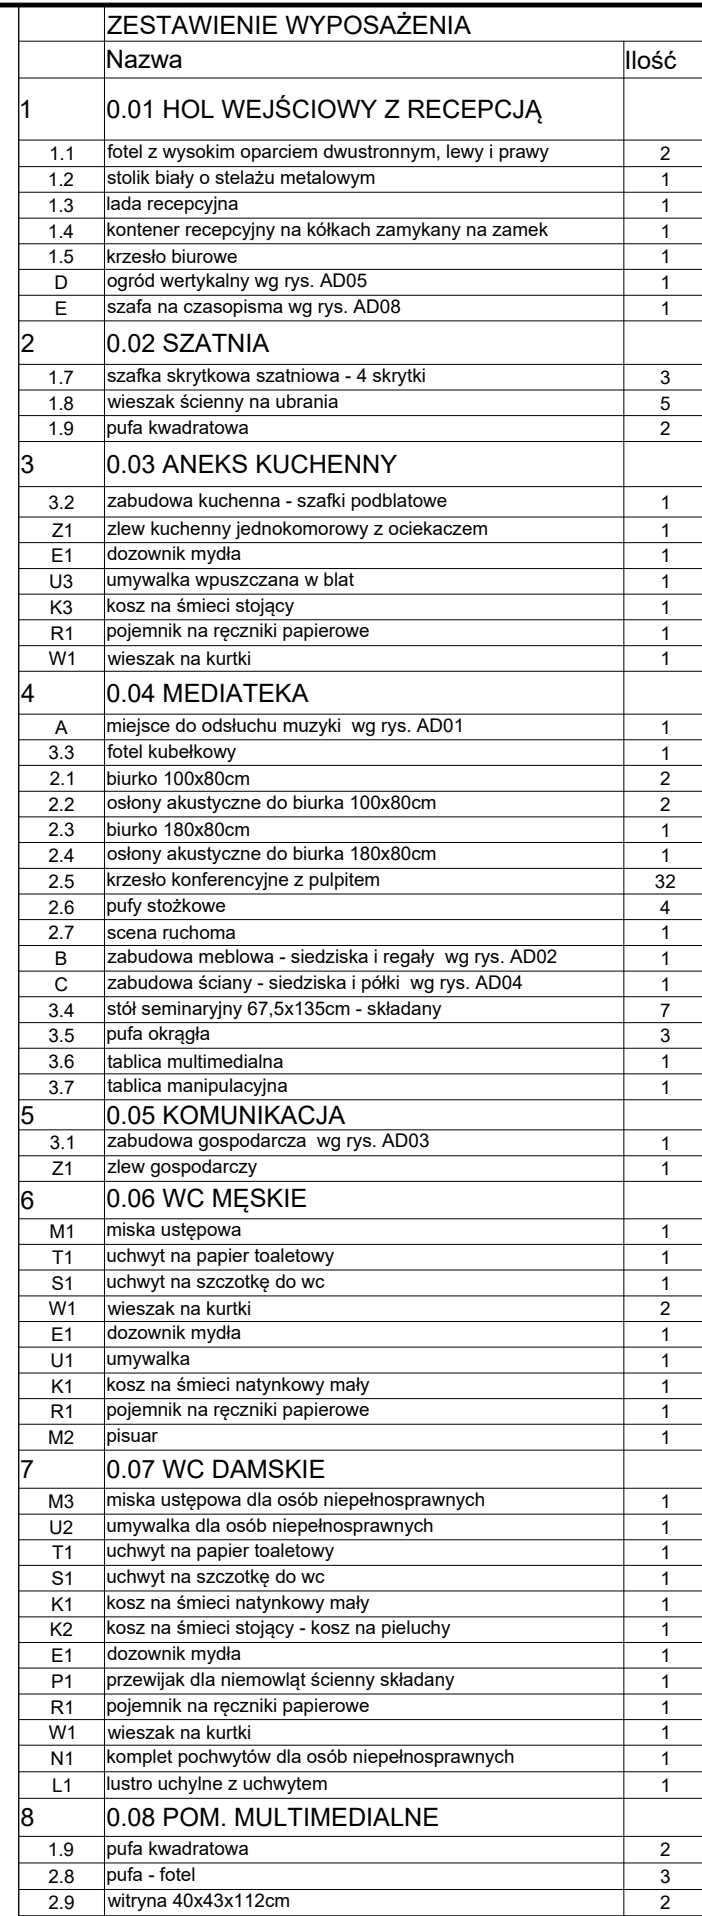 ZESTAWIENIE WYPOSAŻENIA
Nazwa Ilość
1 0.01 HOL WEJŚCIOWY Z RECEPCJĄ
1.1 fotel z wysokim oparciem dwustronnym, lewy i prawy 2
1.2 stolik biały o stelażu metalowym 1
1.3 lada recepcyjna 1
1.4 kontener recepcyjny na kółkach zamykany na zamek 1
1.5 krzesło biurowe 1
D ogród wertykalny wg rys. AD05 1
E szafa na czasopisma wg rys. AD08 1
2 0.02 SZATNIA
1.7 szafka skrytkowa szatniowa - 4 skrytki 3
1.8 wieszak ścienny na ubrania 5
1.9 pufa kwadratowa 2
3 0.03 ANEKS KUCHENNY
3.2 zabudowa kuchenna - szafki podblatowe 1
Z1 zlew kuchenny jednokomorowy z ociekaczem 1
E1 dozownik mydła 1
U3 umywalka wpuszczana w blat 1
K3 kosz na śmieci stojący 1
R1 pojemnik na ręczniki papierowe 1
W1 wieszak na kurtki 1
4 0.04 MEDIATEKA
A miejsce do odsłuchu muzyki wg rys. AD01 1
3.3 fotel kubełkowy 1
2.1 biurko 100x80cm 2
2.2 osłony akustyczne do biurka 100x80cm 2
2.3 biurko 180x80cm 1
2.4 osłony akustyczne do biurka 180x80cm 1
2.5 krzesło konferencyjne z pulpitem 32
2.6 pufy stożkowe 4
2.7 scena ruchoma 1
B zabudowa meblowa - siedziska i regały wg rys. AD02 1
C zabudowa ściany - siedziska i półki wg rys. AD04 1
3.4 stół seminaryjny 67,5x135cm - składany 7
3.5 pufa okrągła 3
3.6 tablica multimedialna 1
3.7 tablica manipulacyjna 1
5 0.05 KOMUNIKACJA
3.1 zabudowa gospodarcza wg rys. AD03 1
Z1 zlew gospodarczy 1
6 0.06 WC MĘSKIE
M1 miska ustępowa 1
T1 uchwyt na papier toaletowy 1
S1 uchwyt na szczotkę do wc 1
W1 wieszak na kurtki 2
E1 dozownik mydła 1
U1 umywalka 1
K1 kosz na śmieci natynkowy mały 1
R1 pojemnik na ręczniki papierowe 1
M2 pisuar 1
7 0.07 WC DAMSKIE
M3 miska ustępowa dla osób niepełnosprawnych 1
U2 umywalka dla osób niepełnosprawnych 1
T1 uchwyt na papier toaletowy 1
S1 uchwyt na szczotkę do wc 1
K1 kosz na śmieci natynkowy mały 1
K2 kosz na śmieci stojący - kosz na pieluchy 1
E1 dozownik mydła 1
P1 przewijak dla niemowląt ścienny składany 1
R1 pojemnik na ręczniki papierowe 1
W1 wieszak na kurtki 1
N1 komplet pochwytów dla osób niepełnosprawnych 1
L1 lustro uchylne z uchwytem 1
8 0.08 POM. MULTIMEDIALNE
1.9 pufa kwadratowa 2
2.8 pufa - fotel 3
2.9 witryna 40x43x112cm 2